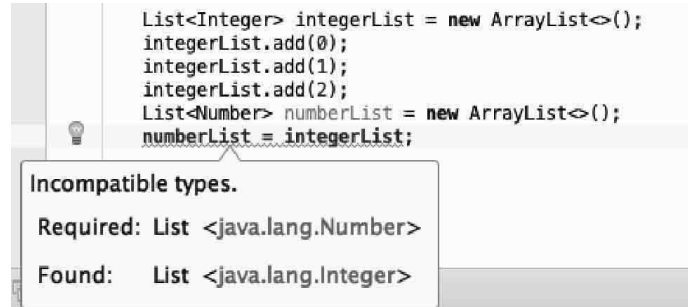 List<Integer> integerList = new ArrayList<>();
integerList.add(0);
integerList.add(1);
integerList.add(2);
List<Number> numberList = new ArrayList<>();
numberList = integerList;
Incompatible types.
Required: List <java.lang.Number>
Found: List <java.lang.Integer>